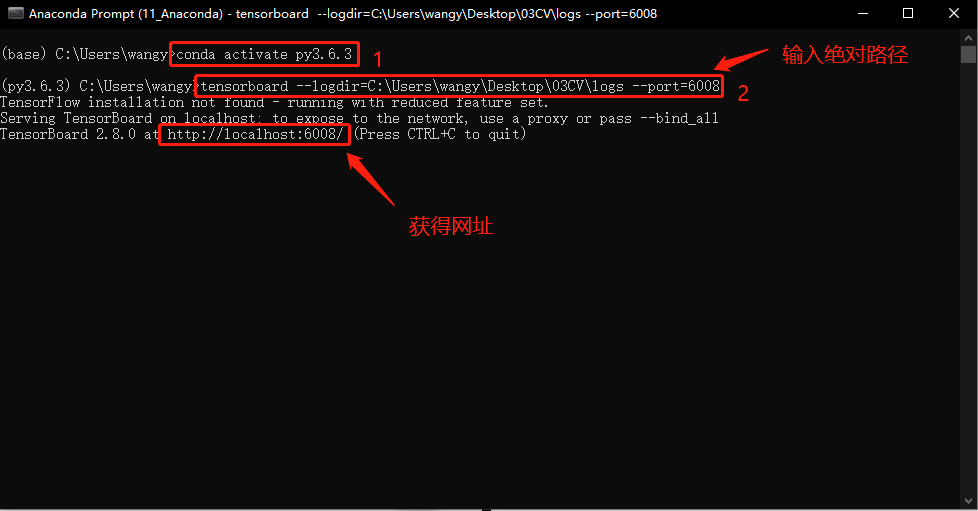 Anaconda Prompt (11_Anaconda) - tensorboard  --logdir=C:\Users\wangy\Desktop\03CV\logs --port=6008
(base) C:\Users\wangy>conda activate py3.6.3
1
输入绝对路径
(py3.6.3) C:\Users\wangy>tensorboard --logdir=C:\Users\wangy\Desktop\03CV\logs --port=6008
2
TensorFlow installation not found - running with reduced feature set.
Serving TensorBoard on localhost; to expose to the network, use a proxy or pass --bind_all
TensorBoard 2.8.0 at http://localhost:6008/ (Press CTRL+C to quit)
获得网址